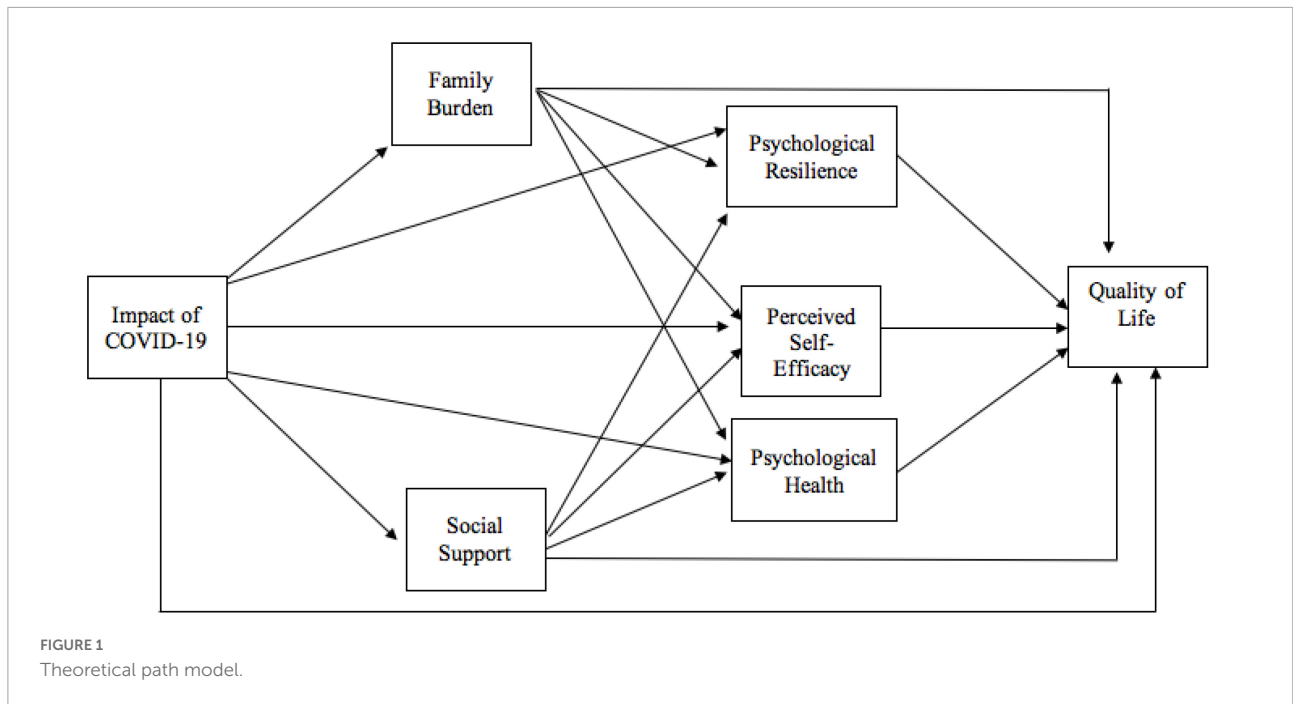 Family
Burden
Psychological
Resilience
Impact of
COVID-19
Perceived
Self-
Efficacy
Quality of
Life
Psychological
Health
Social
Support
FIGURE 1
Theoretical path model.